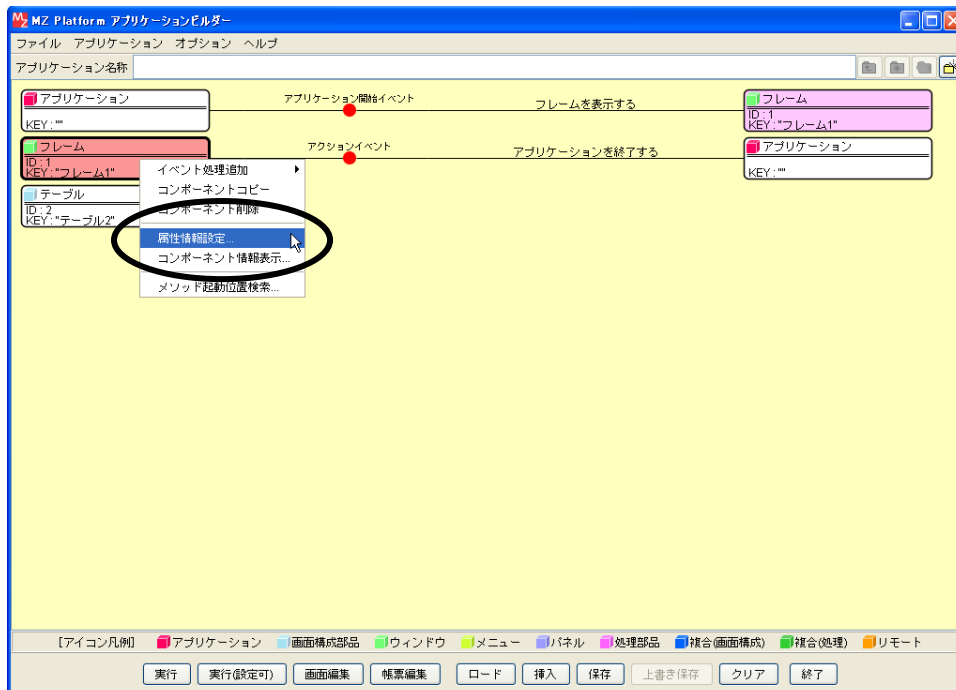 MZ Platform アプリケーションビルダー
ファイル アプリケーション オプション ヘルプ
アプリケーション名称
アプリケーション
KEY:""
アプリケーション開始イベント
フレームを表示する
フレーム
ID:1
KEY:"フレーム1"
フレーム
ID:1
KEY:"フレーム1"
アクションイベント
アプリケーションを終了する
アプリケーション
KEY:""
テーブル
ID:2
KEY:"テーブル2"
イベント処理追加
コンポーネントコピー
コンポーネント削除
属性情報設定...
コンポーネント情報表示...
メソッド起動位置検索...
[アイコン凡例] アプリケーション 画面構成部品 ウィンドウ メニュー パネル 処理部品 複合(画面構成) 複合(処理) リモート
実行 実行(設定可) 画面編集 帳票編集 ロード 挿入 保存 上書き保存 クリア 終了